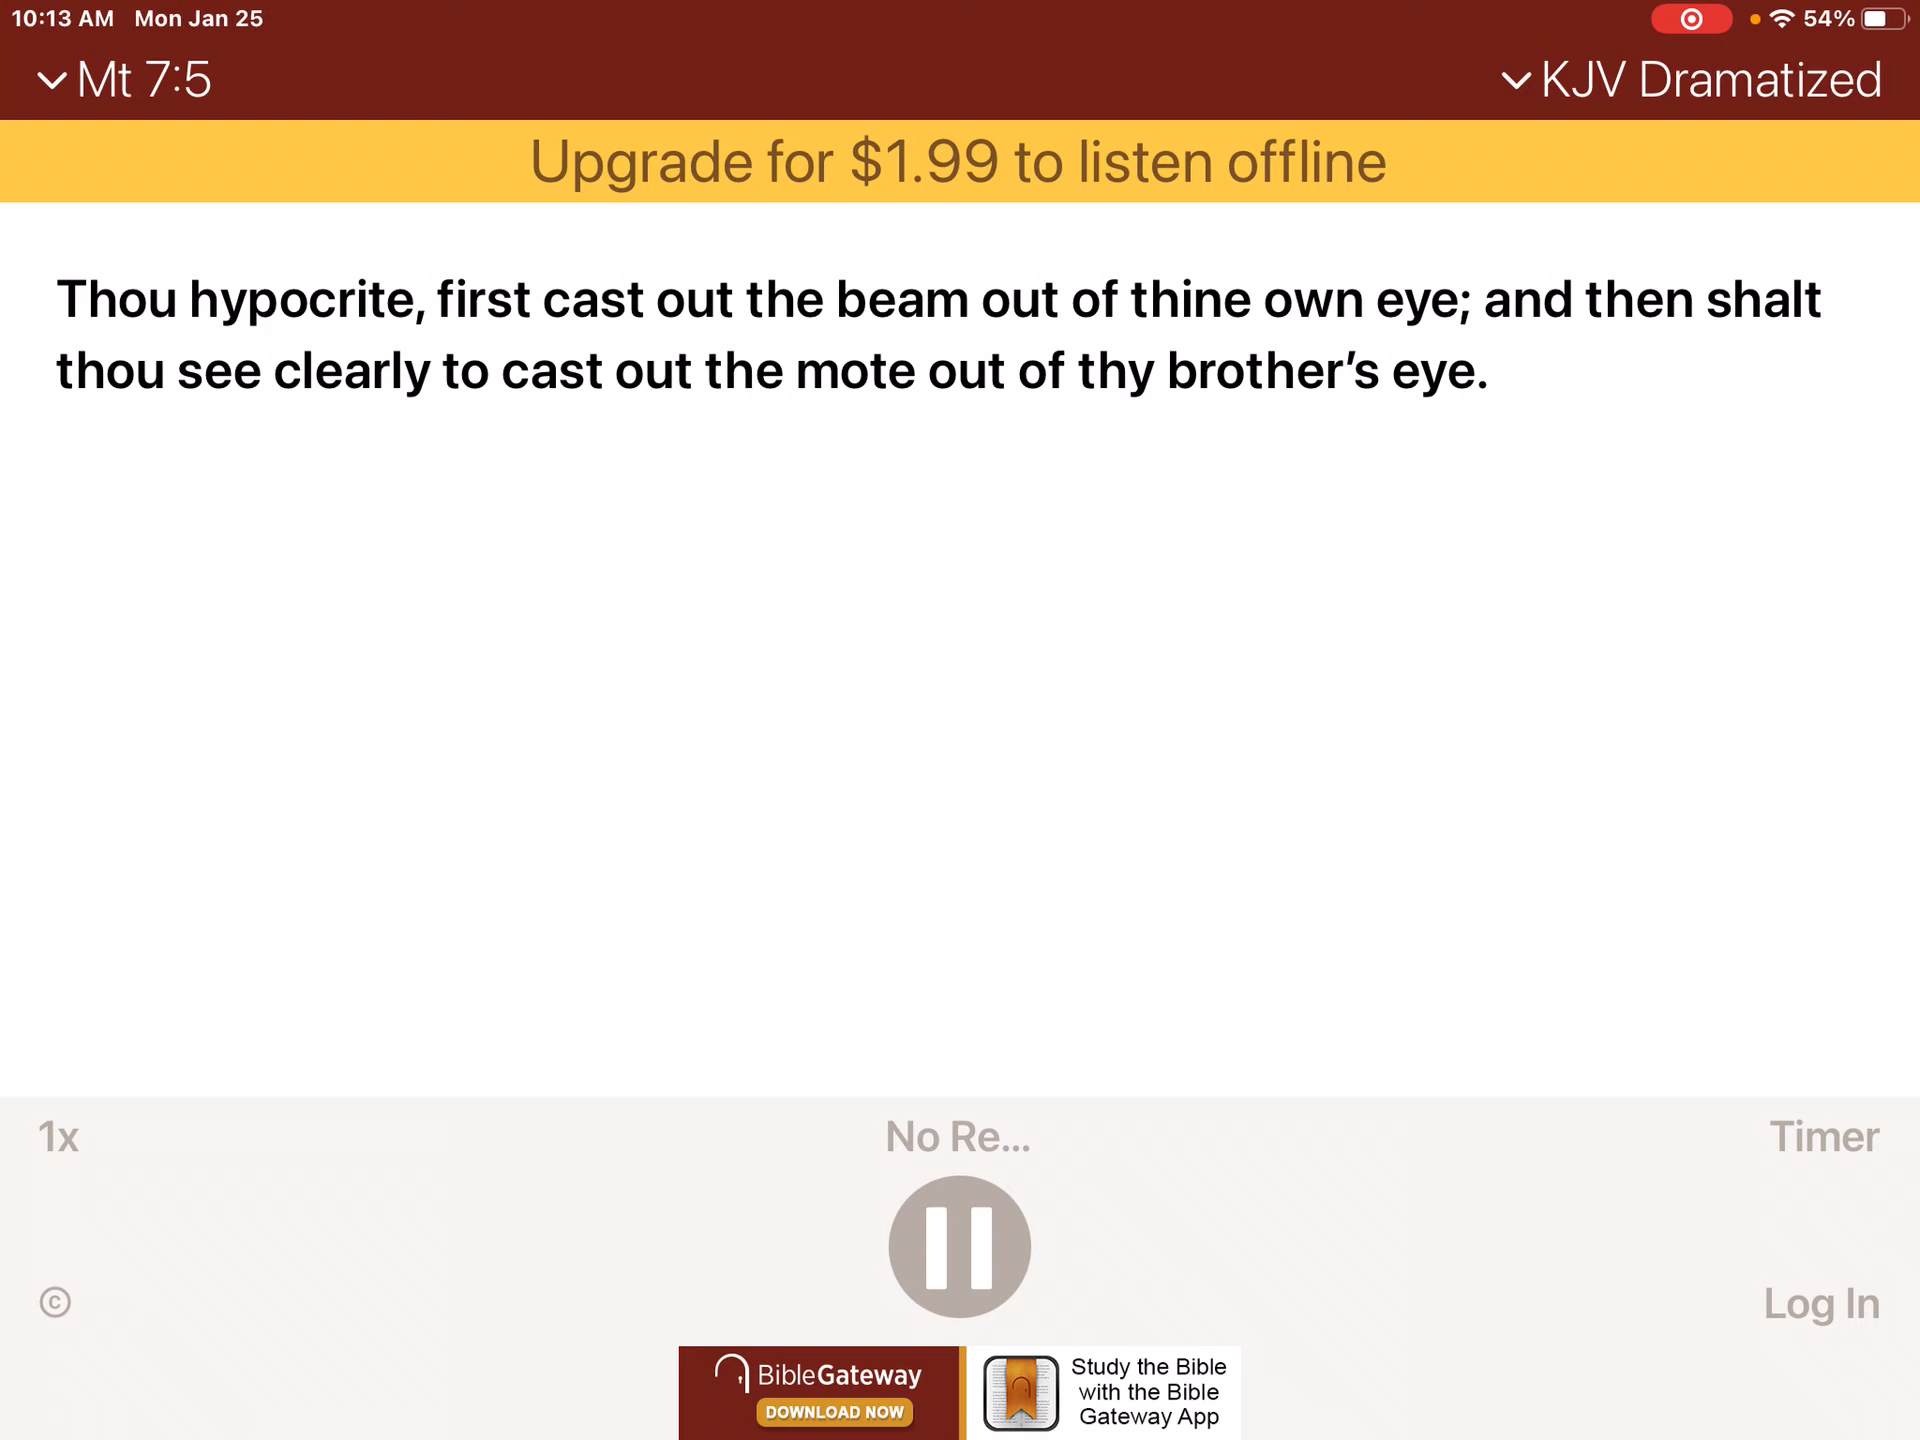 10:13 AM Mon Jan 25
54%
Mt 7:5
KJV Dramatized
Upgrade for $1.99 to listen offline
Thou hypocrite, first cast out the beam out of thine own eye; and then shalt
thou see clearly to cast out the mote out of thy brother’s eye.
1x
No Re...
Timer
©
Log In
BibleGateway
DOWNLOAD NOW
Study the Bible
with the Bible
Gateway App